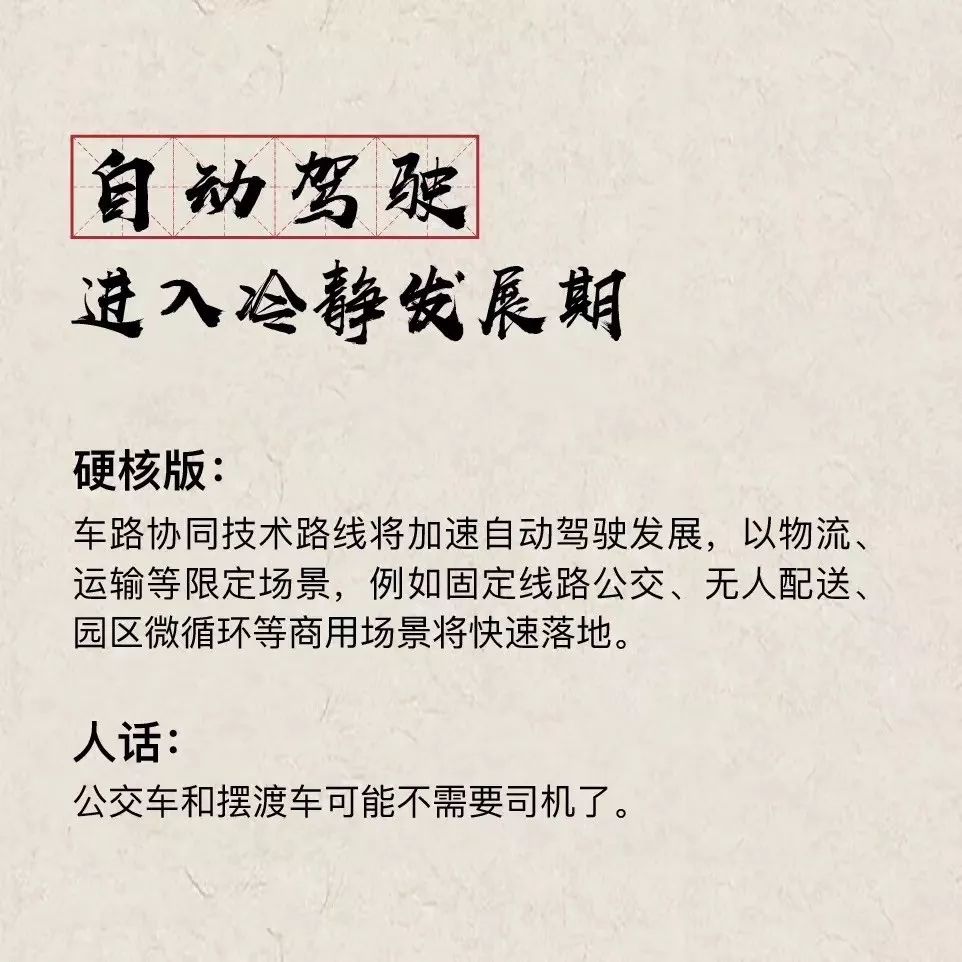 自动驾驶
进入冷静发展期
硬核版：
车路协同技术路线将加速自动驾驶发展，以物流、
运输等限定场景，例如固定线路公交、无人配送、
园区微循环等商用场景将快速落地。
人话：
公交车和摆渡车可能不需要司机了。